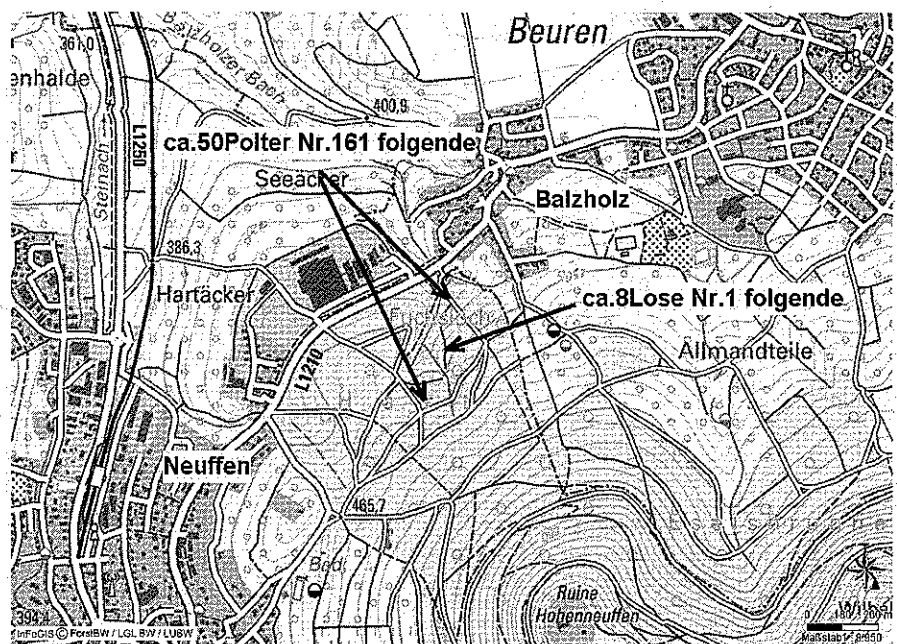 Beuren
361,0
enhalde
Balzholzer Bach
400,9
L1250
Steinach
ca.50Polter Nr.161 folgende
Seeäcker
Balzholz
386,3
Hartäcker
ca.8Lose Nr.1 folgende
Allmandteile
L1210
Neuffen
465,7
Bad
Ruine
Hohenneuffen
394,4
InFoGIS © ForstBW / LGL BW / LUBW